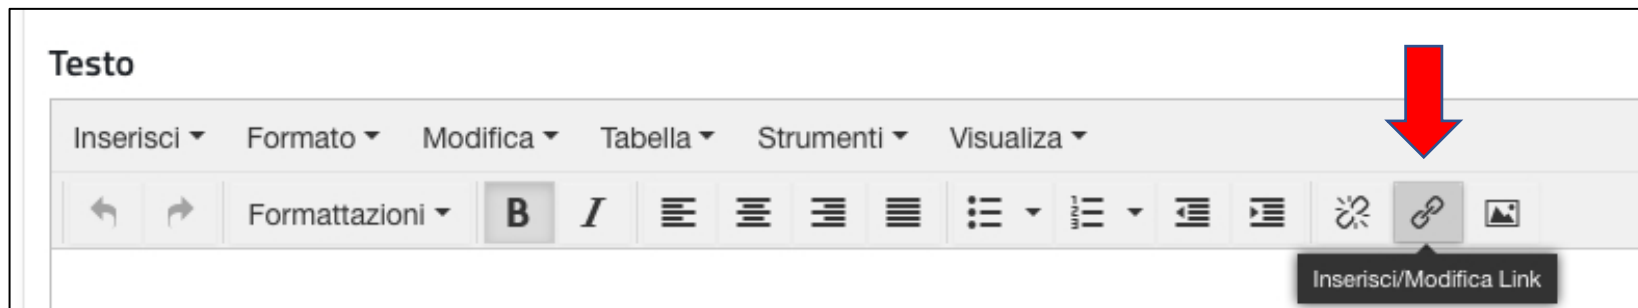 Testo
Inserisci Formato Modifica Tabella Strumenti Visualiza
Formattazioni B I
Inserisci/Modifica Link